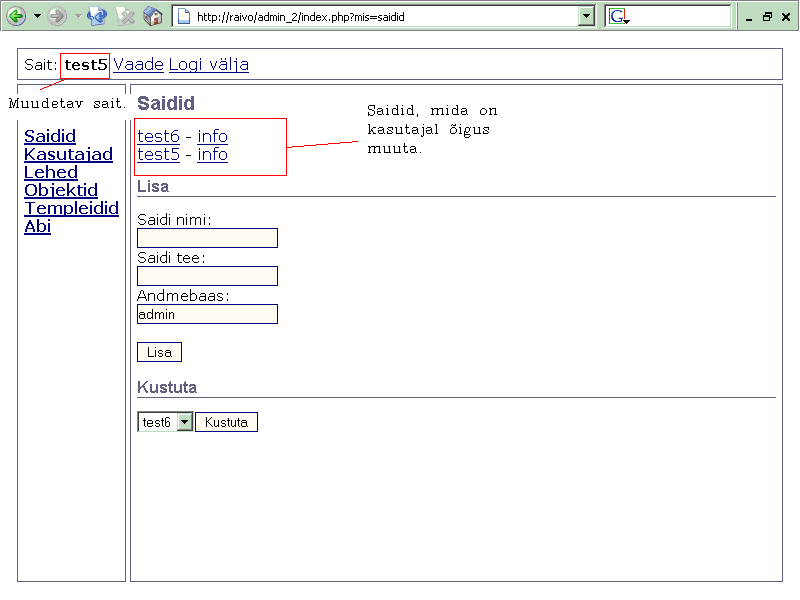 http://raivo/admin_2/index.php?mis=saidid
G
Sait: test5 Vaade Logi välja
Muudetav sait.
Saidid
Kasutajad
Lehed
Objektid
Templeidid
Abi
Saidid
test6 - info
test5 - info
Saidid, mida on
kasutajal õigus
muuta.
Lisa
Saidi nimi:
Saidi tee:
Andmebaas:
admin
Lisa
Kustuta
test6 Kustuta